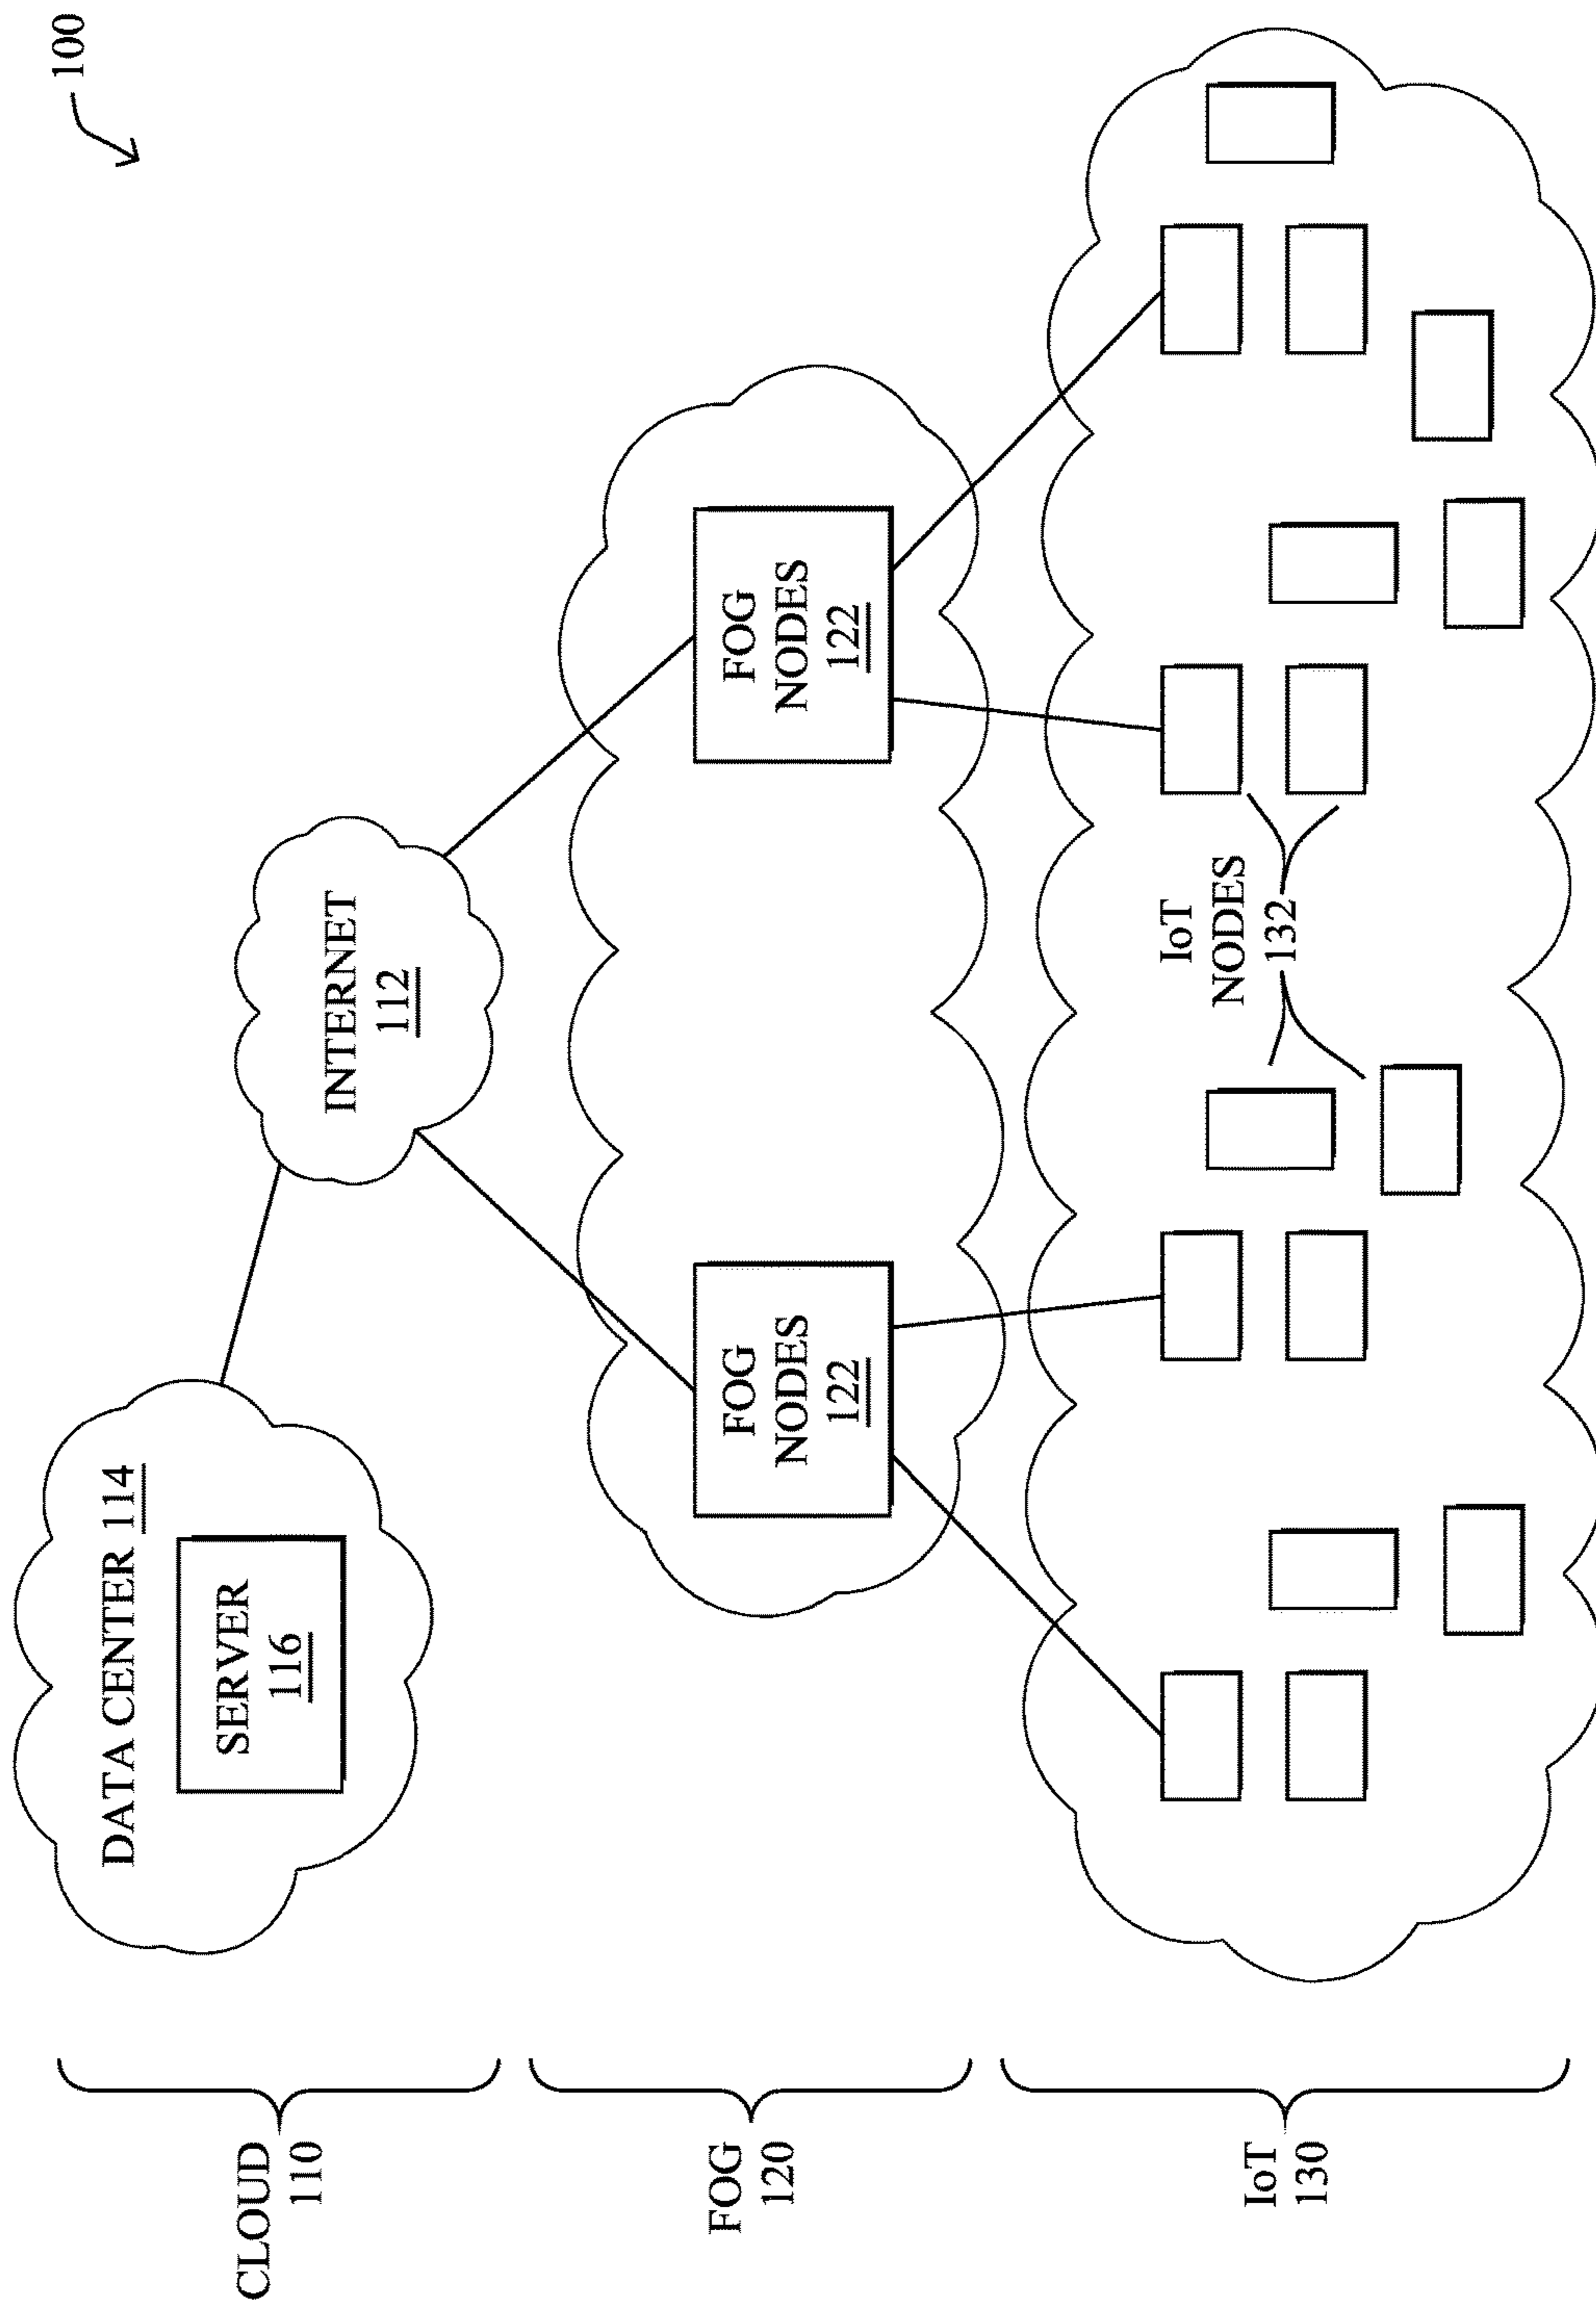 100
CLOUD
110
DATA CENTER 114
SERVER
116
INTERNET
112
FOG
120
FOG
NODES
122
FOG
NODES
122
IoT
130
IoT
NODES
132